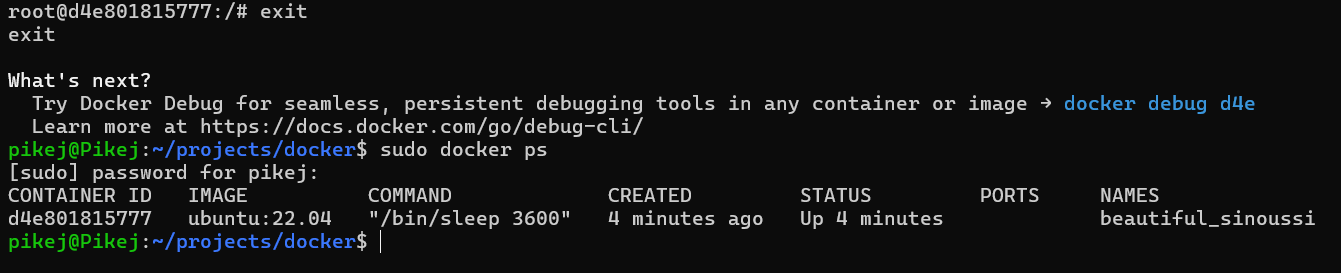 root@d4e801815777:/# exit
exit
What's next?
Try Docker Debug for seamless, persistent debugging tools in any container or image → docker debug d4e
Learn more at https://docs.docker.com/go/debug-cli/
pikej@Pikej:~/projects/docker$ sudo docker ps
[sudo] password for pikej:
CONTAINER ID   IMAGE          COMMAND             CREATED         STATUS         PORTS     NAMES
d4e801815777   ubuntu:22.04   "/bin/sleep 3600"   4 minutes ago   Up 4 minutes             beautiful_sinoussi
pikej@Pikej:~/projects/docker$